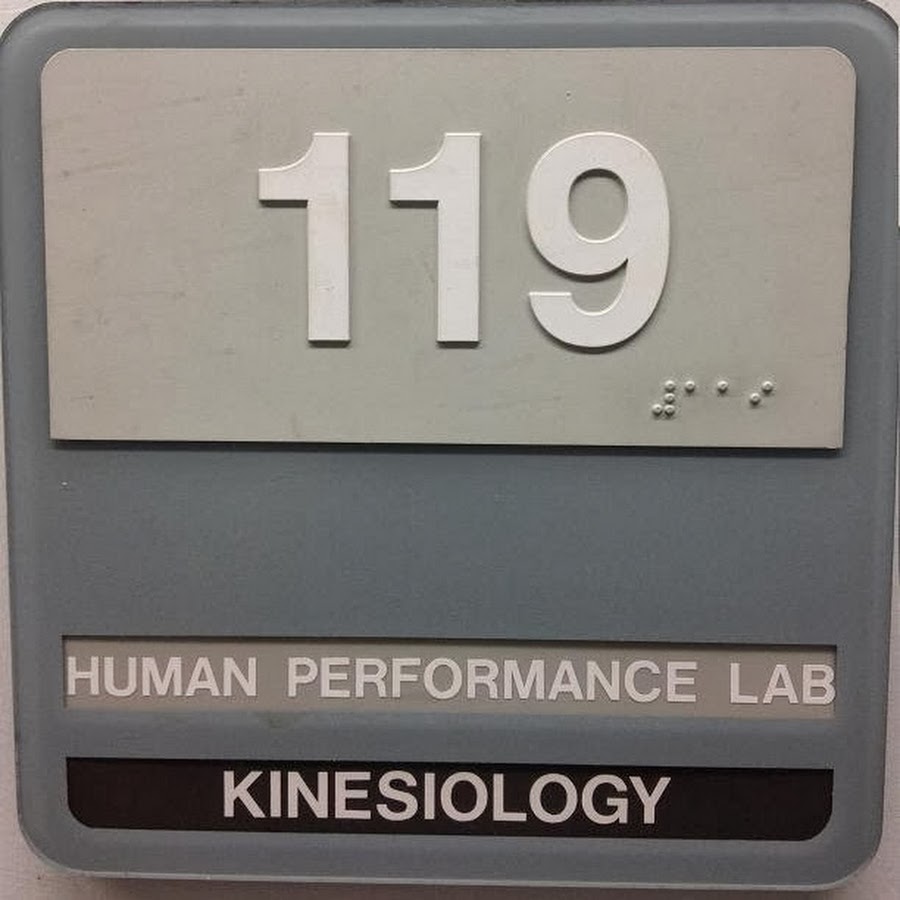 119
⠼⠁⠁⠊
HUMAN PERFORMANCE LAB
KINESIOLOGY